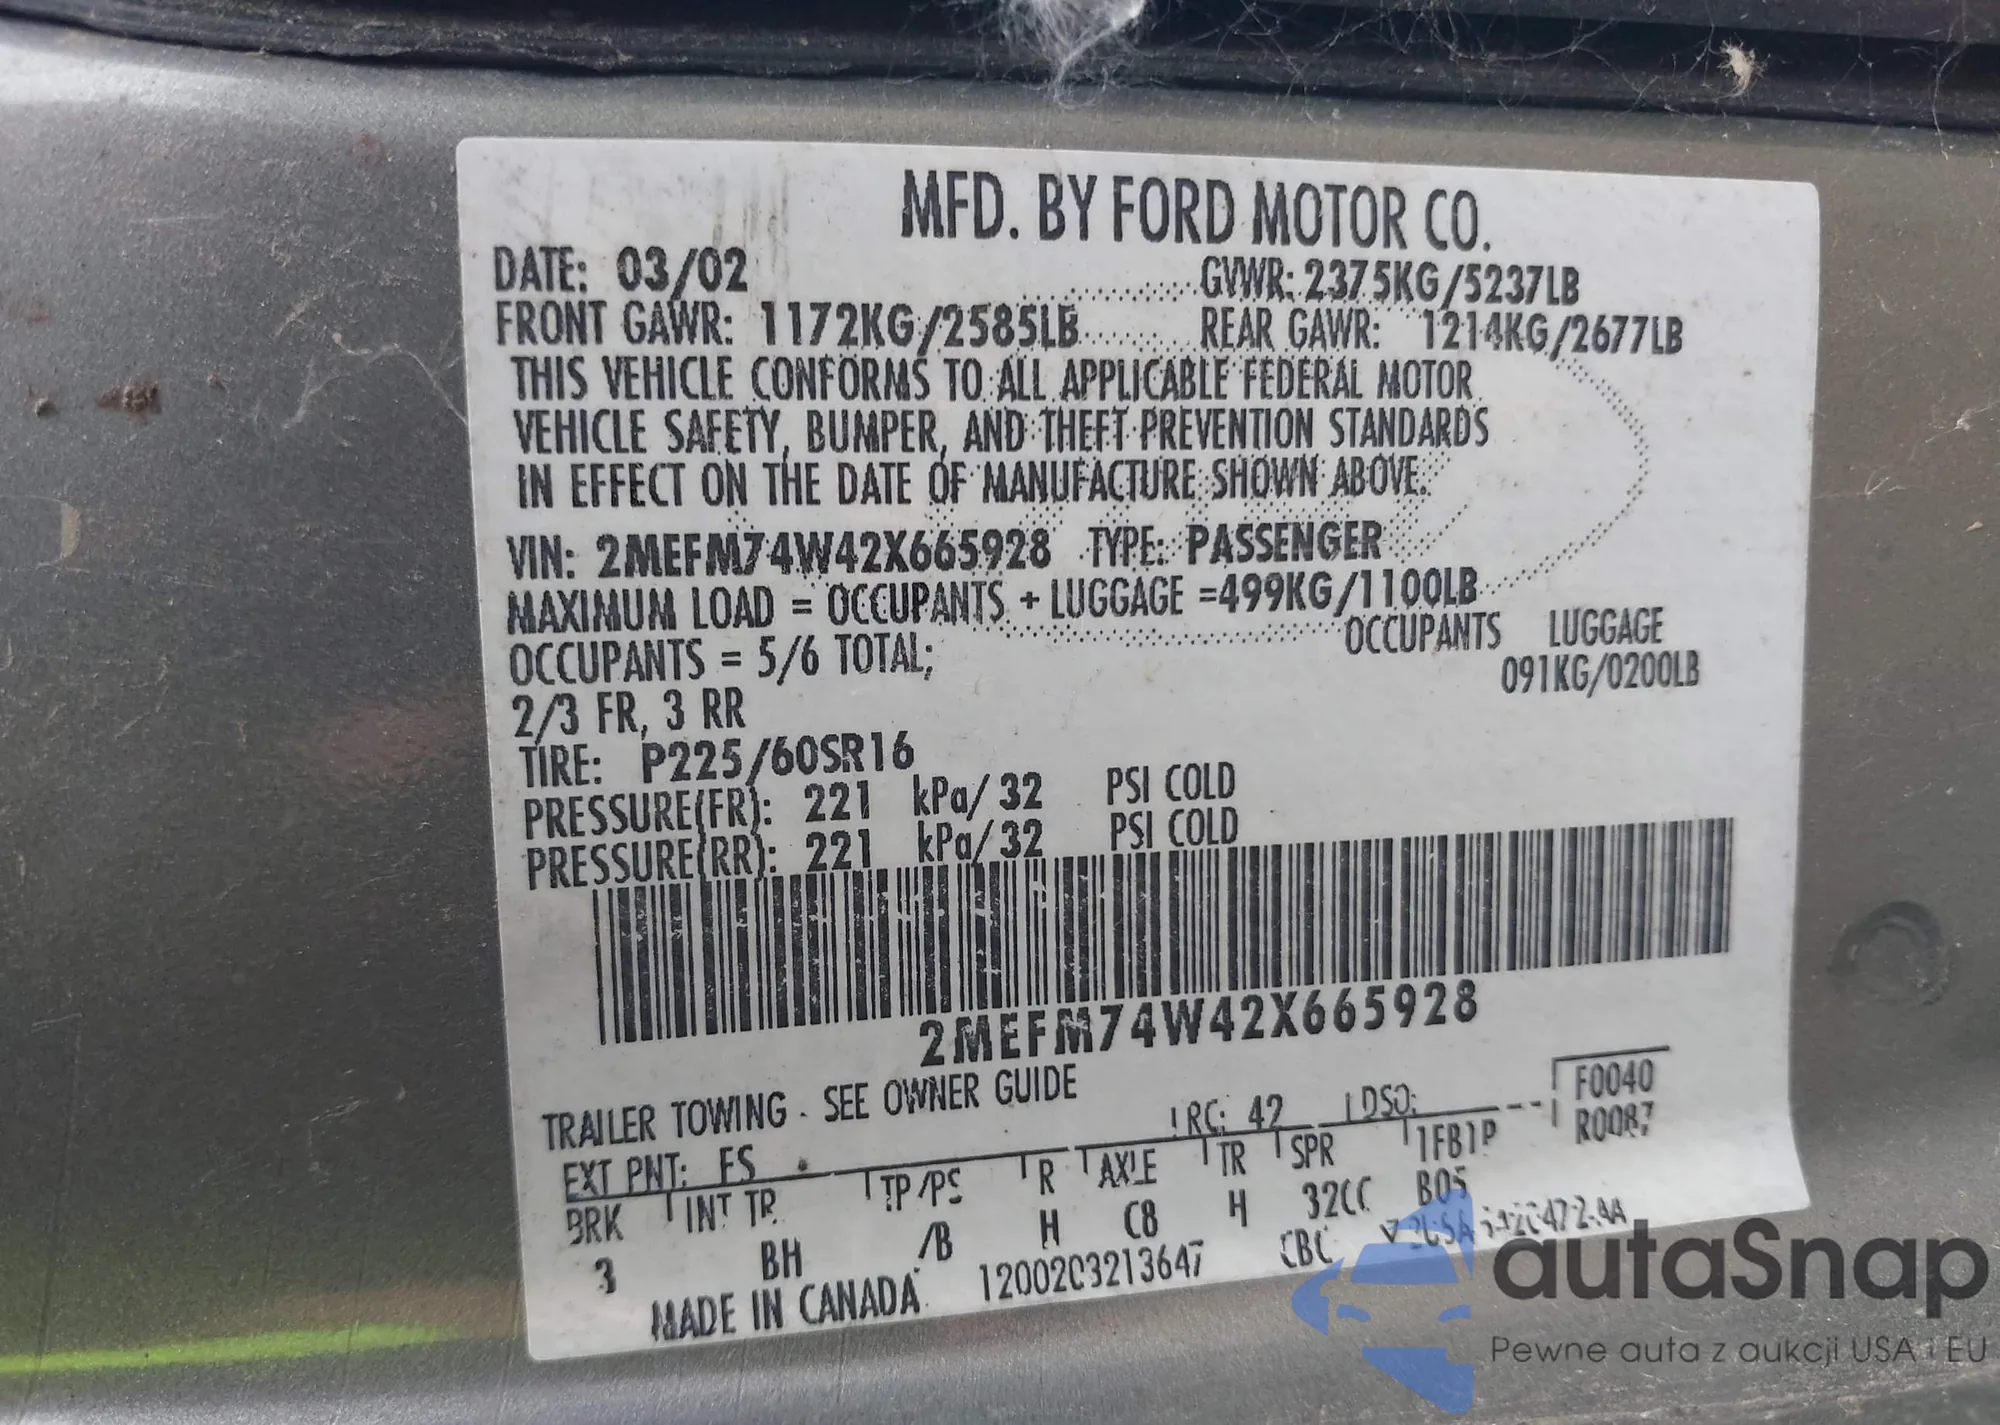 MFD. BY FORD MOTOR CO.
DATE: 03/02 GVWR: 2375KG/5237LB
FRONT GAWR: 1172KG/2585LB REAR GAWR: 1214KG/2677LB
THIS VEHICLE CONFORMS TO ALL APPLICABLE FEDERAL MOTOR
VEHICLE SAFETY, BUMPER, AND THEFT PREVENTION STANDARDS
IN EFFECT ON THE DATE OF MANUFACTURE SHOWN ABOVE.
VIN: 2MEFM74W42X665928 TYPE: PASSENGER
MAXIMUM LOAD = OCCUPANTS + LUGGAGE =499KG/1100LB
OCCUPANTS = 5/6 TOTAL; OCCUPANTS LUGGAGE
2/3 FR, 3 RR 091KG/0200LB
TIRE: P225/60SR16
PRESSURE(FR): 221 kPa/ 32 PSI COLD
PRESSURE(RR): 221 kPa/ 32 PSI COLD
2MEFM74W42X665928
TRAILER TOWING - SEE OWNER GUIDE
EXT PNT: FS RC: 42 DSO: F0040
BRK INT TR TP/PS R AXLE TR SPR 1FB1P R0087
3 BH /B H C8 H 32CC B05
MADE IN CANADA 1200203213647 CBC
autaSnap
Pewne auta z aukcji USA i EU